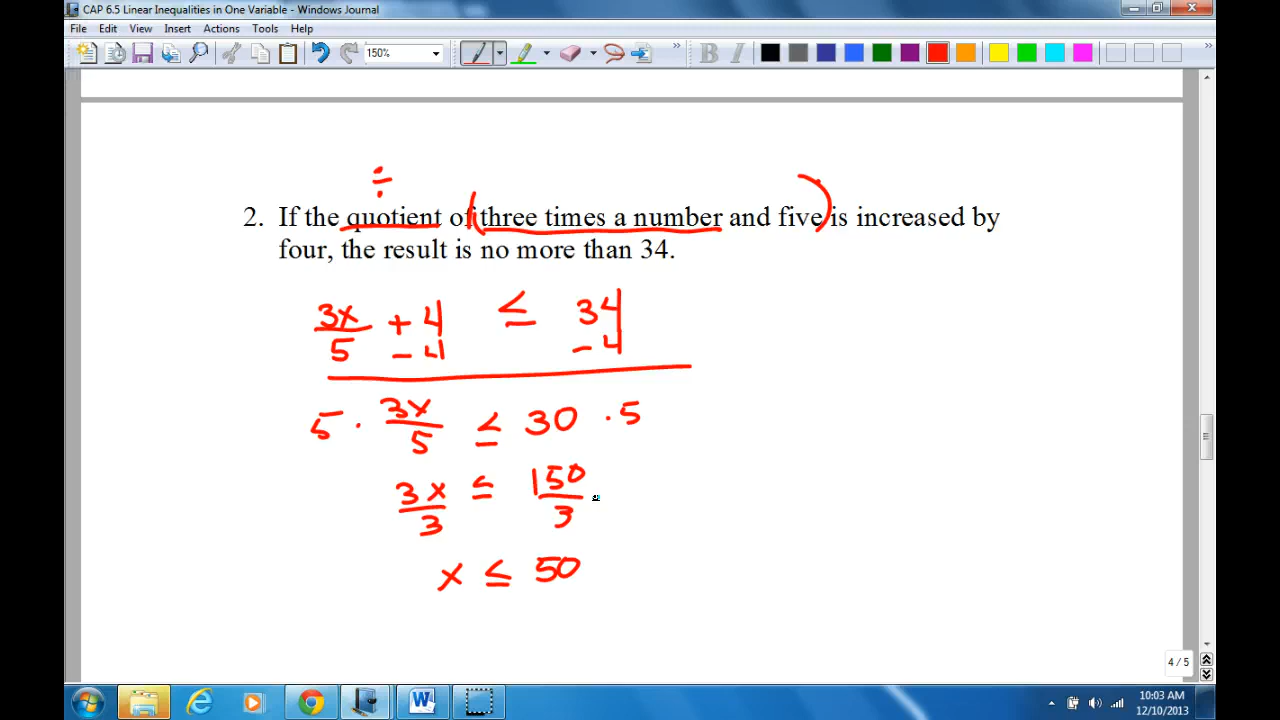 CAP 6.5 Linear Inequalities in One Variable - Windows Journal
File Edit View Insert Actions Tools Help
150% B I
÷
2. If the quotient of (three times a number and five) is increased by
four, the result is no more than 34.
3x/5 + 4 ≤ 34
- 4 - 4
5 · 3x/5 ≤ 30 · 5
3x/3 ≤ 150/3
x ≤ 50
4 / 5
W
10:03 AM
12/10/2013